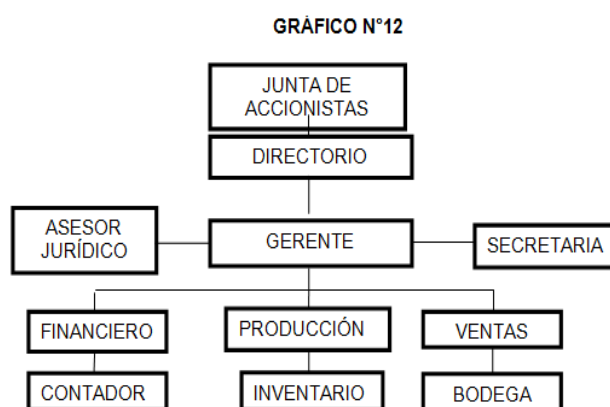 GRÁFICO N°12
JUNTA DE
ACCIONISTAS
DIRECTORIO
ASESOR
JURÍDICO
GERENTE
SECRETARIA
FINANCIERO
PRODUCCIÓN
VENTAS
CONTADOR
INVENTARIO
BODEGA